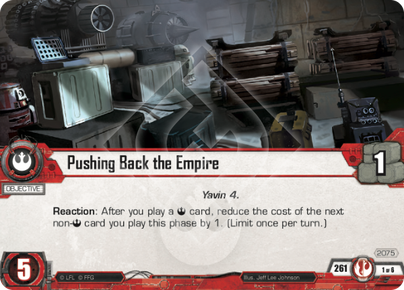 Pushing Back the Empire
1
OBJECTIVE
Yavin 4.
Reaction: After you play a card, reduce the cost of the next
non- card you play this phase by 1. (Limit once per turn.)
2075
5
© LFL © FFG
Illus. Jeff Lee Johnson
261
1 of 6